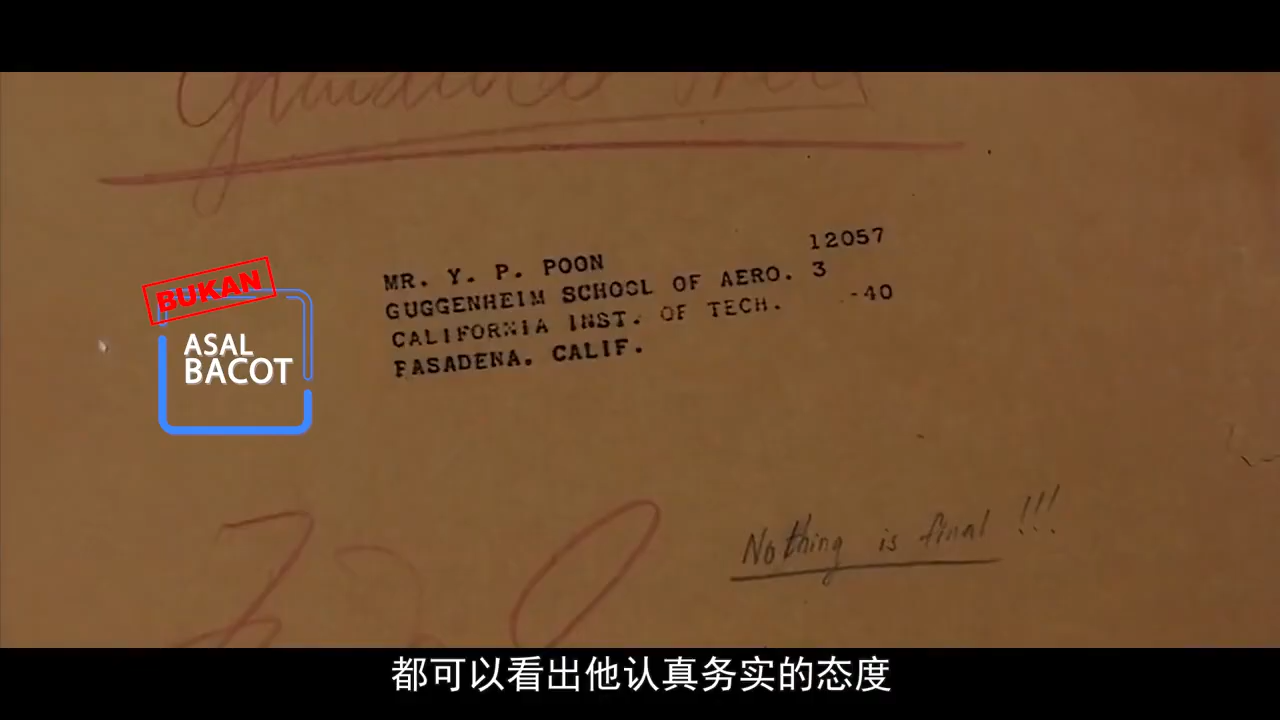 MR. Y. P. POON 12057
GUGGENHEIM SCHOOL OF AERO. 3
CALIFORNIA INST. OF TECH. -40
PASADENA. CALIF.
BUKAN
ASAL
BACOT
Nothing is final !!!
都可以看出他认真务实的态度